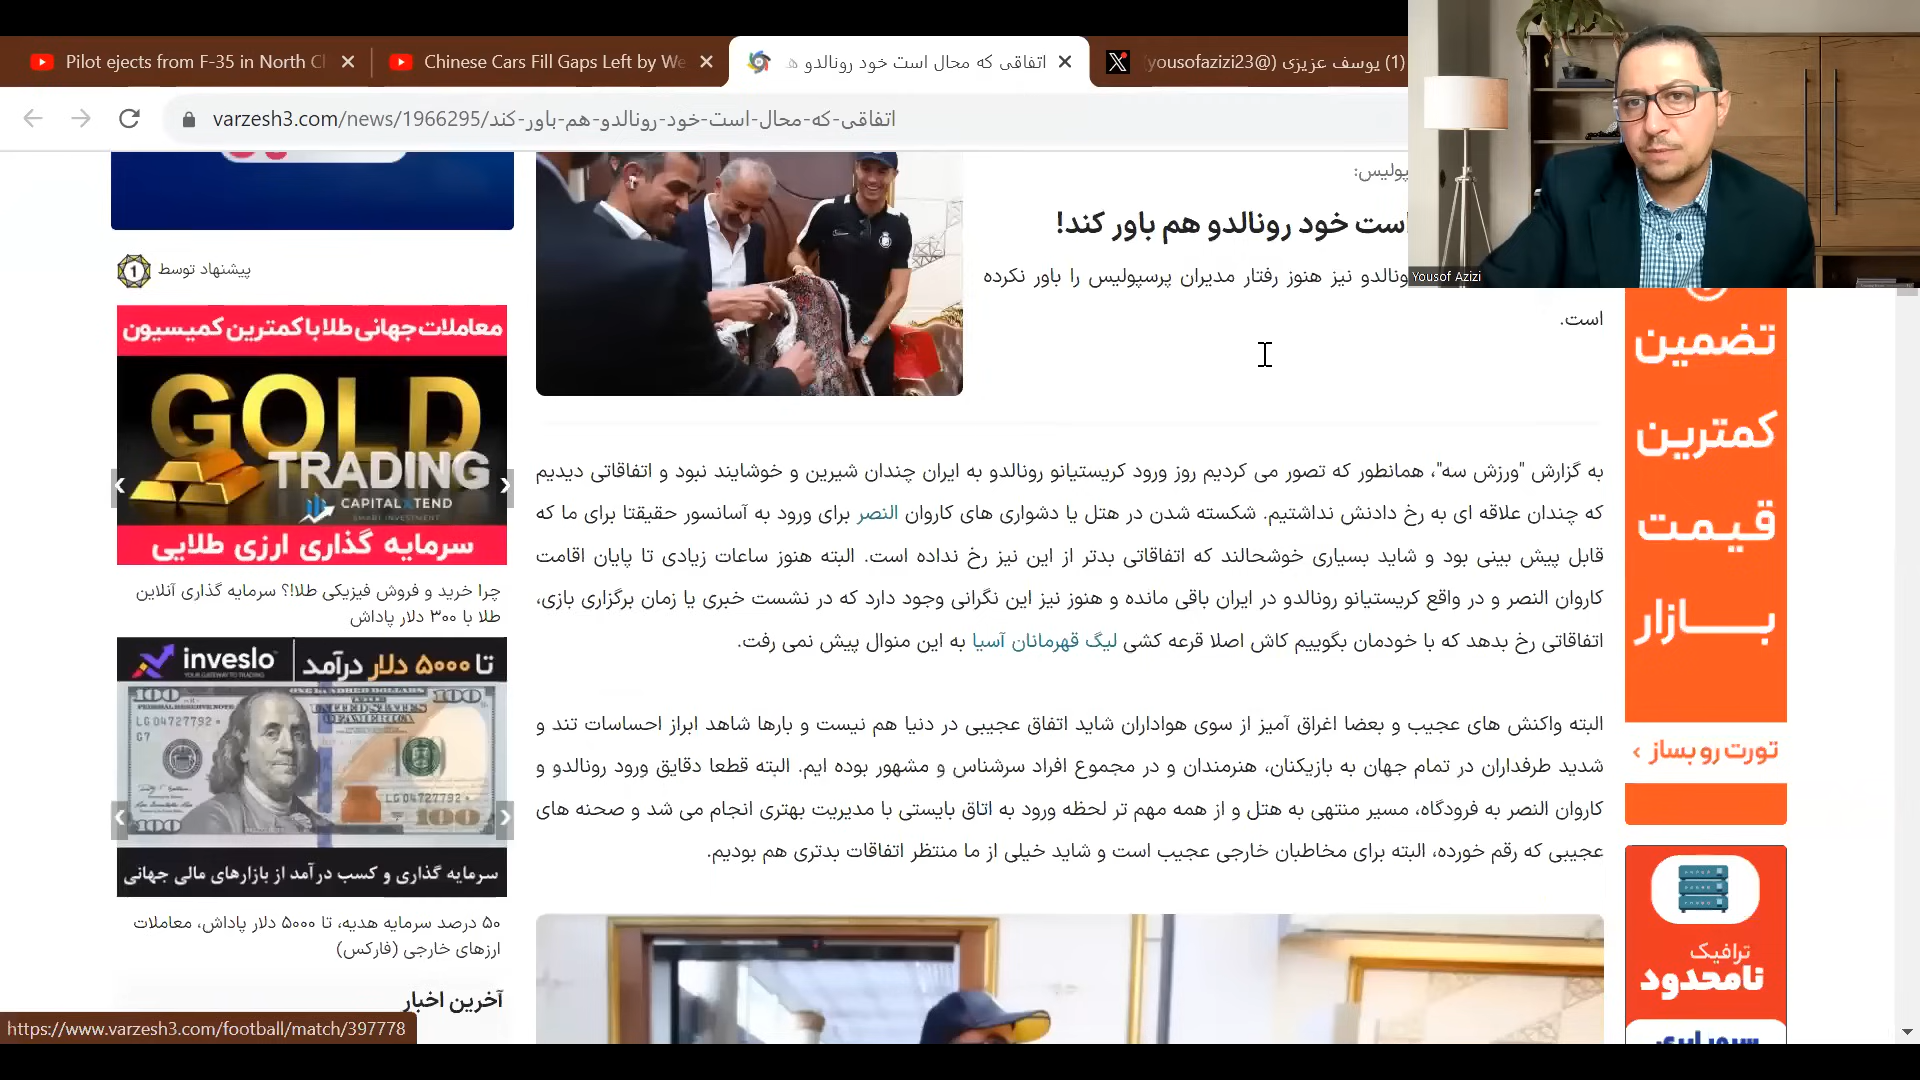 Pilot ejects from F-35 in North C
Chinese Cars Fill Gaps Left by We
اتفاقی که محال است خود رونالدو ه
(1) یوسف عزیزی (@yousofazizi23)
varzesh3.com/news/1966295/اتفاقی-که-محال-است-خود-رونالدو-هم-باور-کند
Yousof Azizi
پولیس:
است خود رونالدو هم باور کند!
ونالدو نیز هنوز رفتار مدیران پرسپولیس را باور نکرده
است.
به گزارش "ورزش سه"، همانطور که تصور می کردیم روز ورود کریستیانو رونالدو به ایران چندان شیرین و خوشایند نبود و اتفاقاتی دیدیم
که چندان علاقه ای به رخ دادنش نداشتیم. شکسته شدن در هتل یا دشواری های کاروان النصر برای ورود به آسانسور حقیقتا برای ما که
قابل پیش بینی بود و شاید بسیاری خوشحالند که اتفاقاتی بدتر از این نیز رخ نداده است. البته هنوز ساعات زیادی تا پایان اقامت
کاروان النصر و در واقع کریستیانو رونالدو در ایران باقی مانده و هنوز نیز این نگرانی وجود دارد که در نشست خبری یا زمان برگزاری بازی،
اتفاقاتی رخ بدهد که با خودمان بگوییم کاش اصلا قرعه کشی لیگ قهرمانان آسیا به این منوال پیش نمی رفت.
البته واکنش های عجیب و بعضا اغراق آمیز از سوی هواداران شاید اتفاق عجیبی در دنیا هم نیست و بارها شاهد ابراز احساسات تند و
شدید طرفداران در تمام جهان به بازیکنان، هنرمندان و در مجموع افراد سرشناس و مشهور بوده ایم. البته قطعا دقایق ورود رونالدو و
کاروان النصر به فرودگاه، مسیر منتهی به هتل و از همه مهم تر لحظه ورود به اتاق بایستی با مدیریت بهتری انجام می شد و صحنه های
عجیبی که رقم خورده، البته برای مخاطبان خارجی عجیب است و شاید خیلی از ما منتظر اتفاقات بدتری هم بودیم.
پیشنهاد توسط
1
معاملات جهانی طلا با کمترین کمیسیون
GOLD
TRADING
CAPITALXTEND
SMART INVESTMENT
سرمایه گذاری ارزی طلایی
چرا خرید و فروش فیزیکی طلا!؟ سرمایه گذاری آنلاین
طلا با ۳۰۰ دلار پاداش
inveslo
تا ۵۰۰۰ دلار درآمد
100
LG 04727792
G7
LG 04727792
100
100
سرمایه گذاری و کسب درآمد از بازارهای مالی جهانی
۵۰ درصد سرمایه هدیه، تا ۵۰۰۰ دلار پاداش، معاملات
ارزهای خارجی (فارکس)
آخرین اخبار
https://www.varzesh3.com/football/match/397778
تضمین
کمترین
قیمت
بازار
تورت رو بساز
ترافیک
نامحدود